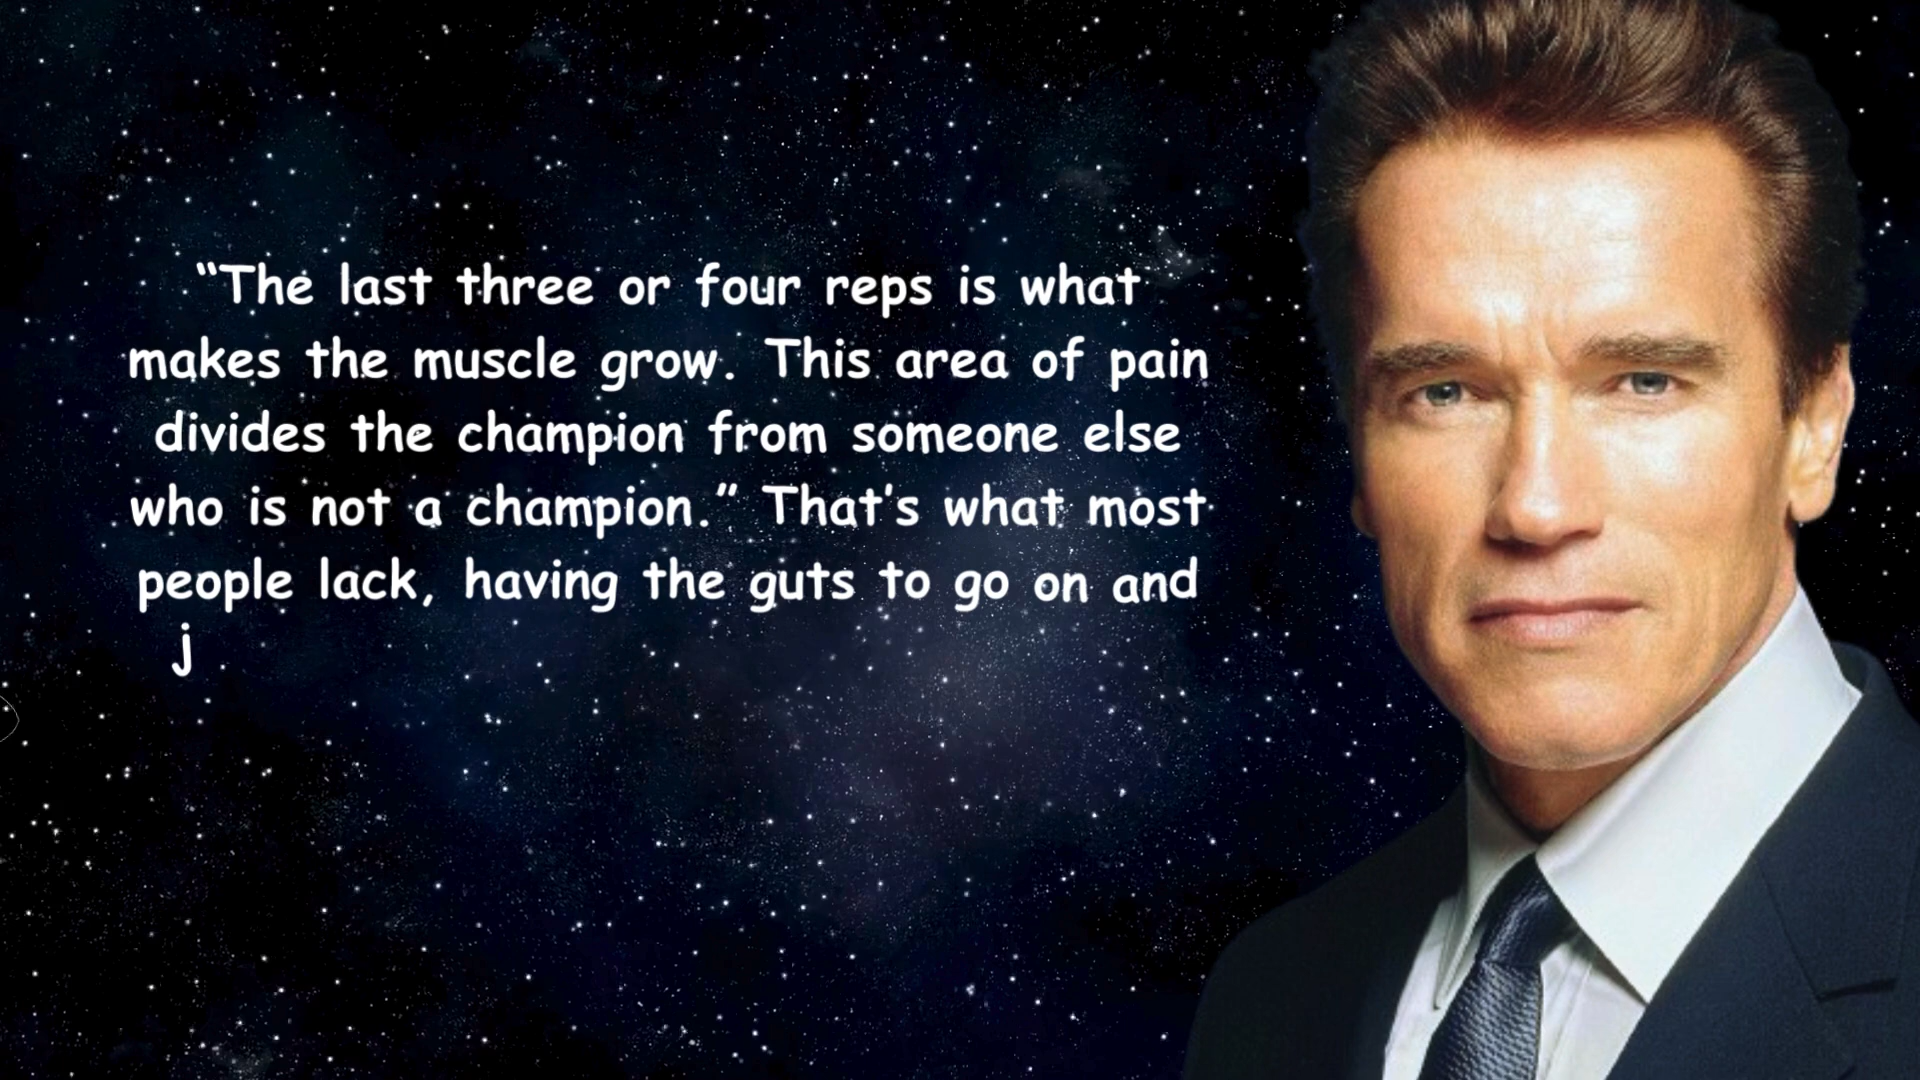 “The last three or four reps is what
makes the muscle grow. This area of pain
divides the champion from someone else
who is not a champion.” That’s what most
people lack, having the guts to go on and
j